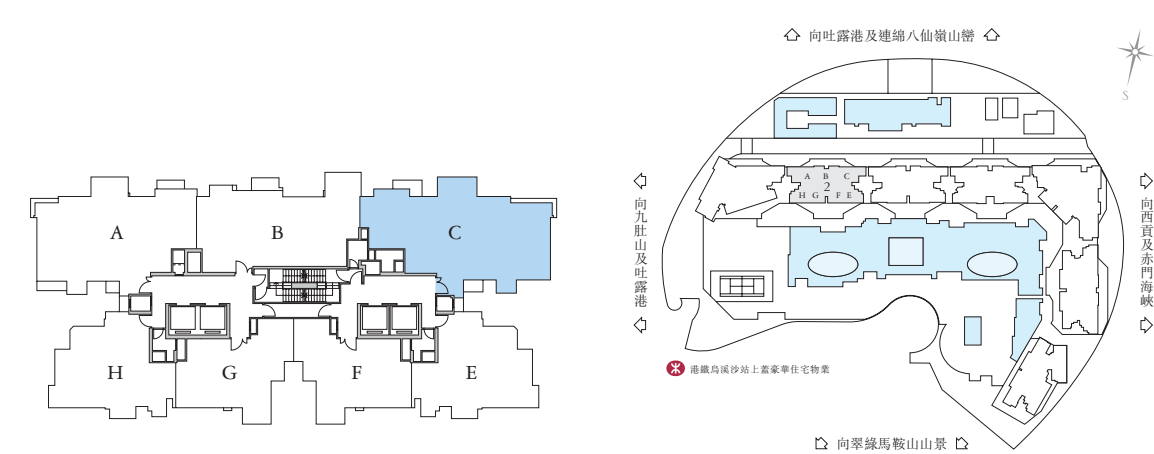 A
B
C
H
G
F
E
向吐露港及連綿八仙嶺山巒
S
A B C
2
H G F E
向九肚山及吐露港
向西貢及赤門海峽
港鐵烏溪沙站上蓋豪華住宅物業
向翠綠馬鞍山山景